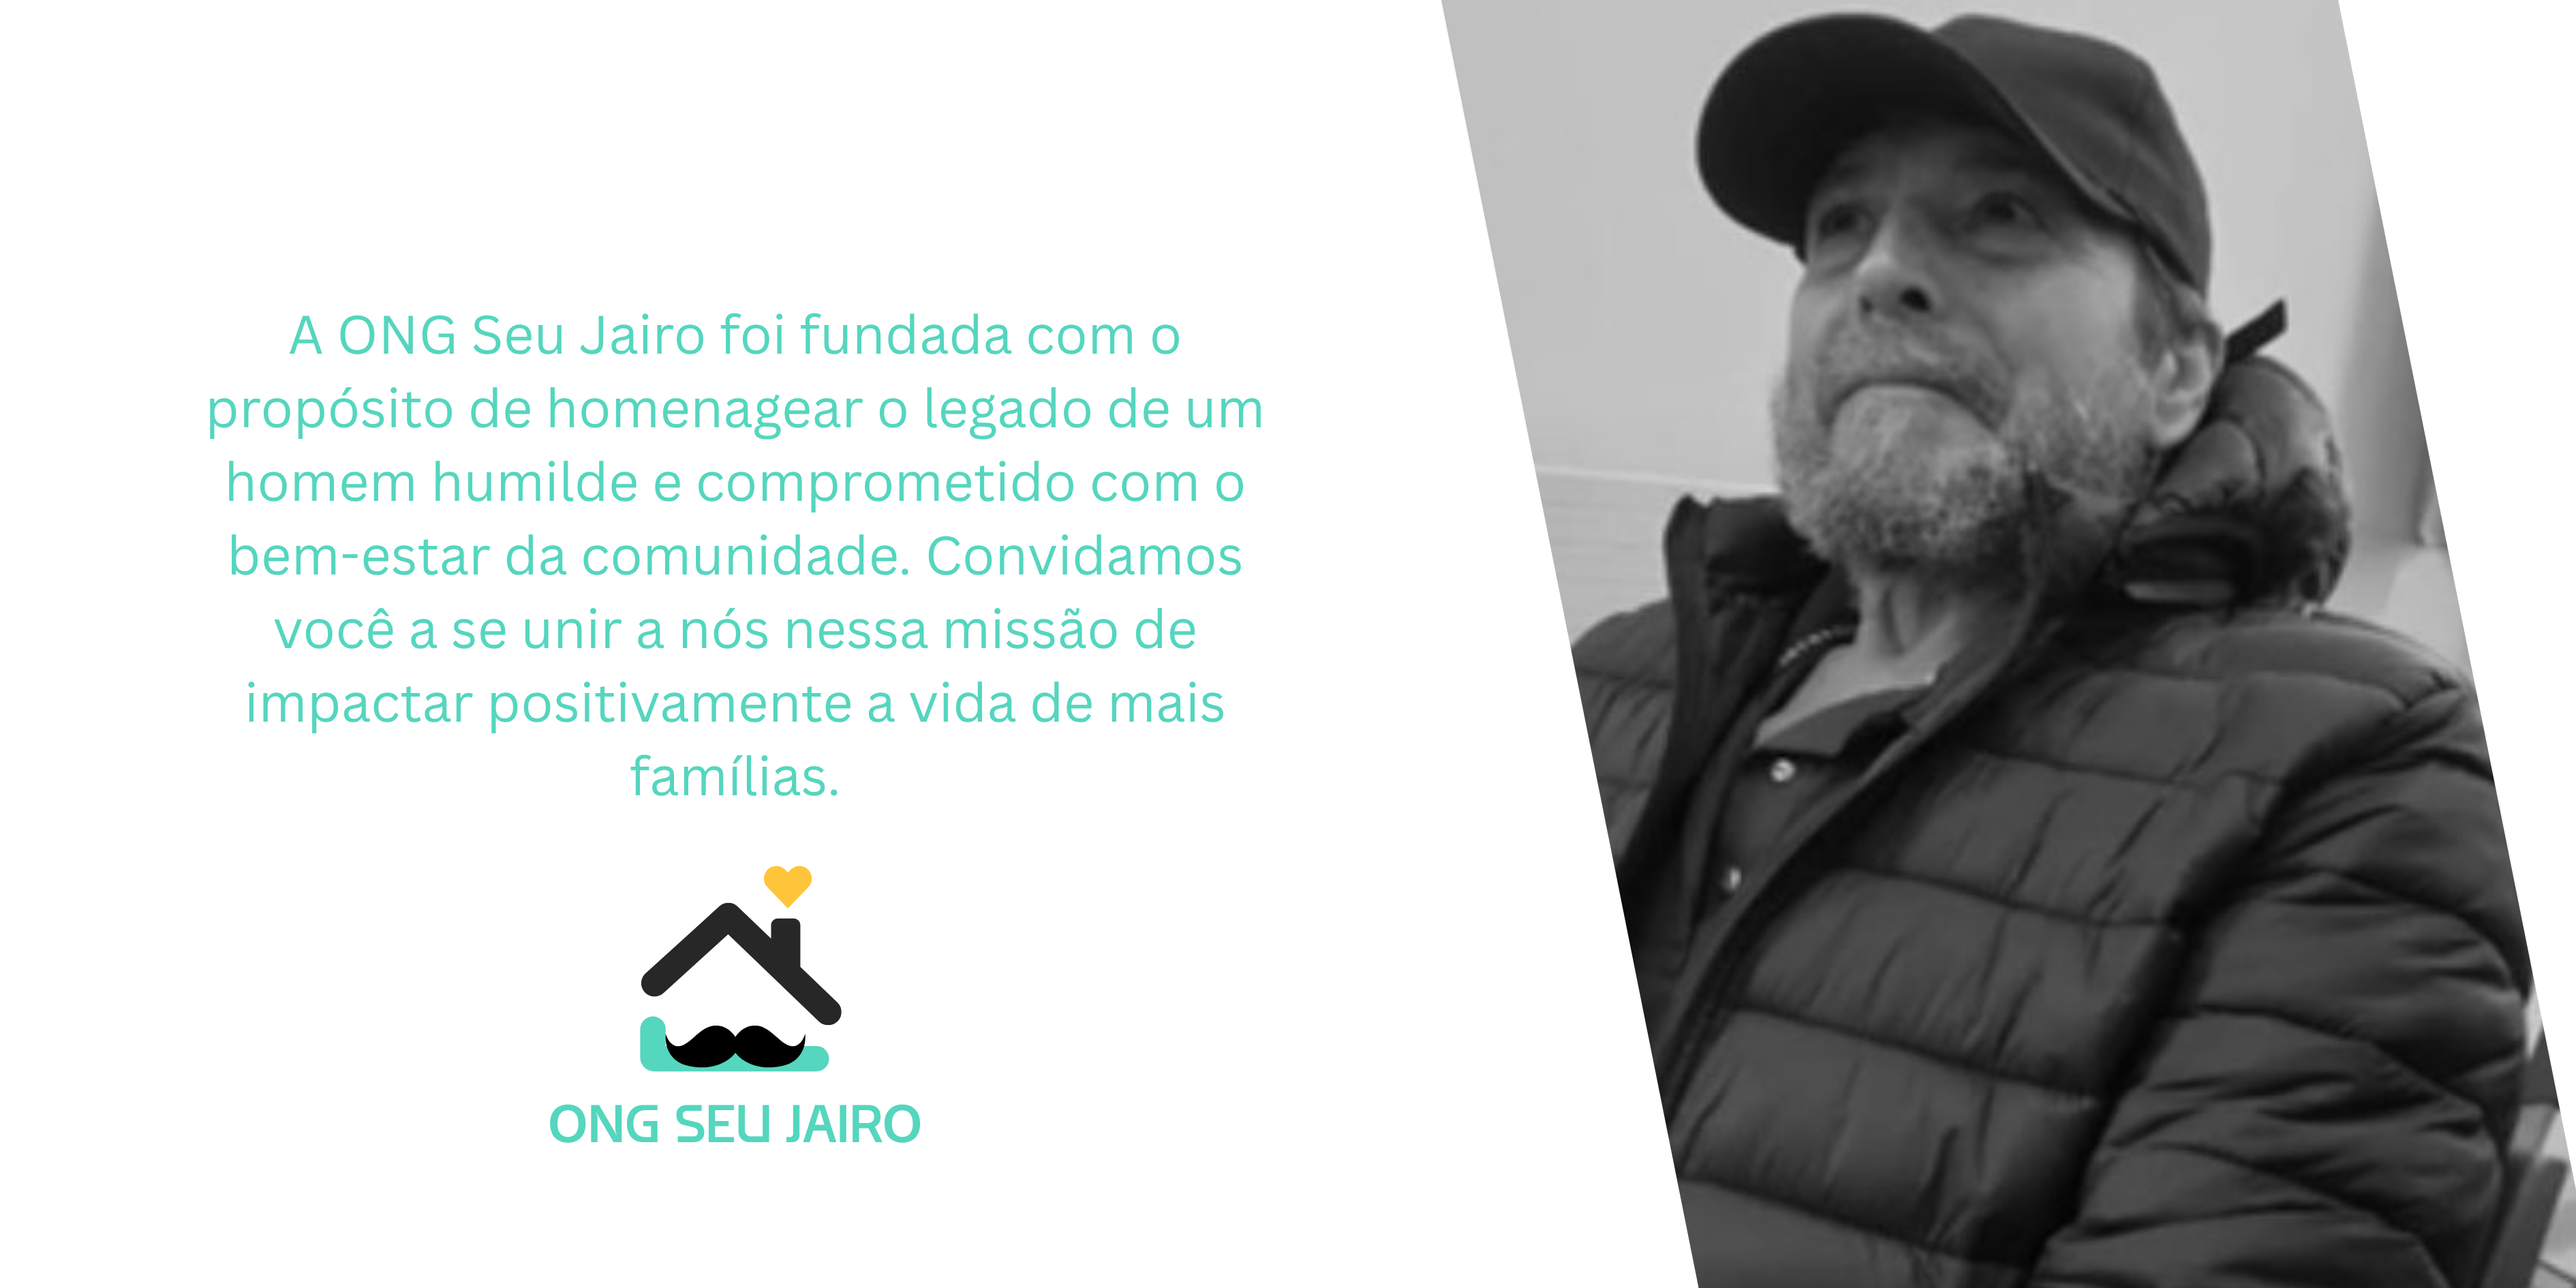 A ONG Seu Jairo foi fundada com o
propósito de homenagear o legado de um
homem humilde e comprometido com o
bem-estar da comunidade. Convidamos
você a se unir a nós nessa missão de
impactar positivamente a vida de mais
famílias.
ONG SEU JAIRO